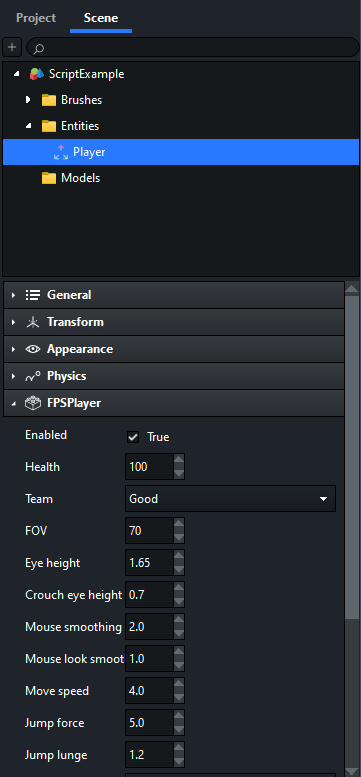 Project Scene
+
ScriptExample
Brushes
Entities
Player
Models
General
Transform
Appearance
Physics
FPSPlayer
Enabled True
Health 100
Team Good
FOV 70
Eye height 1.65
Crouch eye height 0.7
Mouse smoothing 2.0
Mouse look smoot 1.0
Move speed 4.0
Jump force 5.0
Jump lunge 1.2